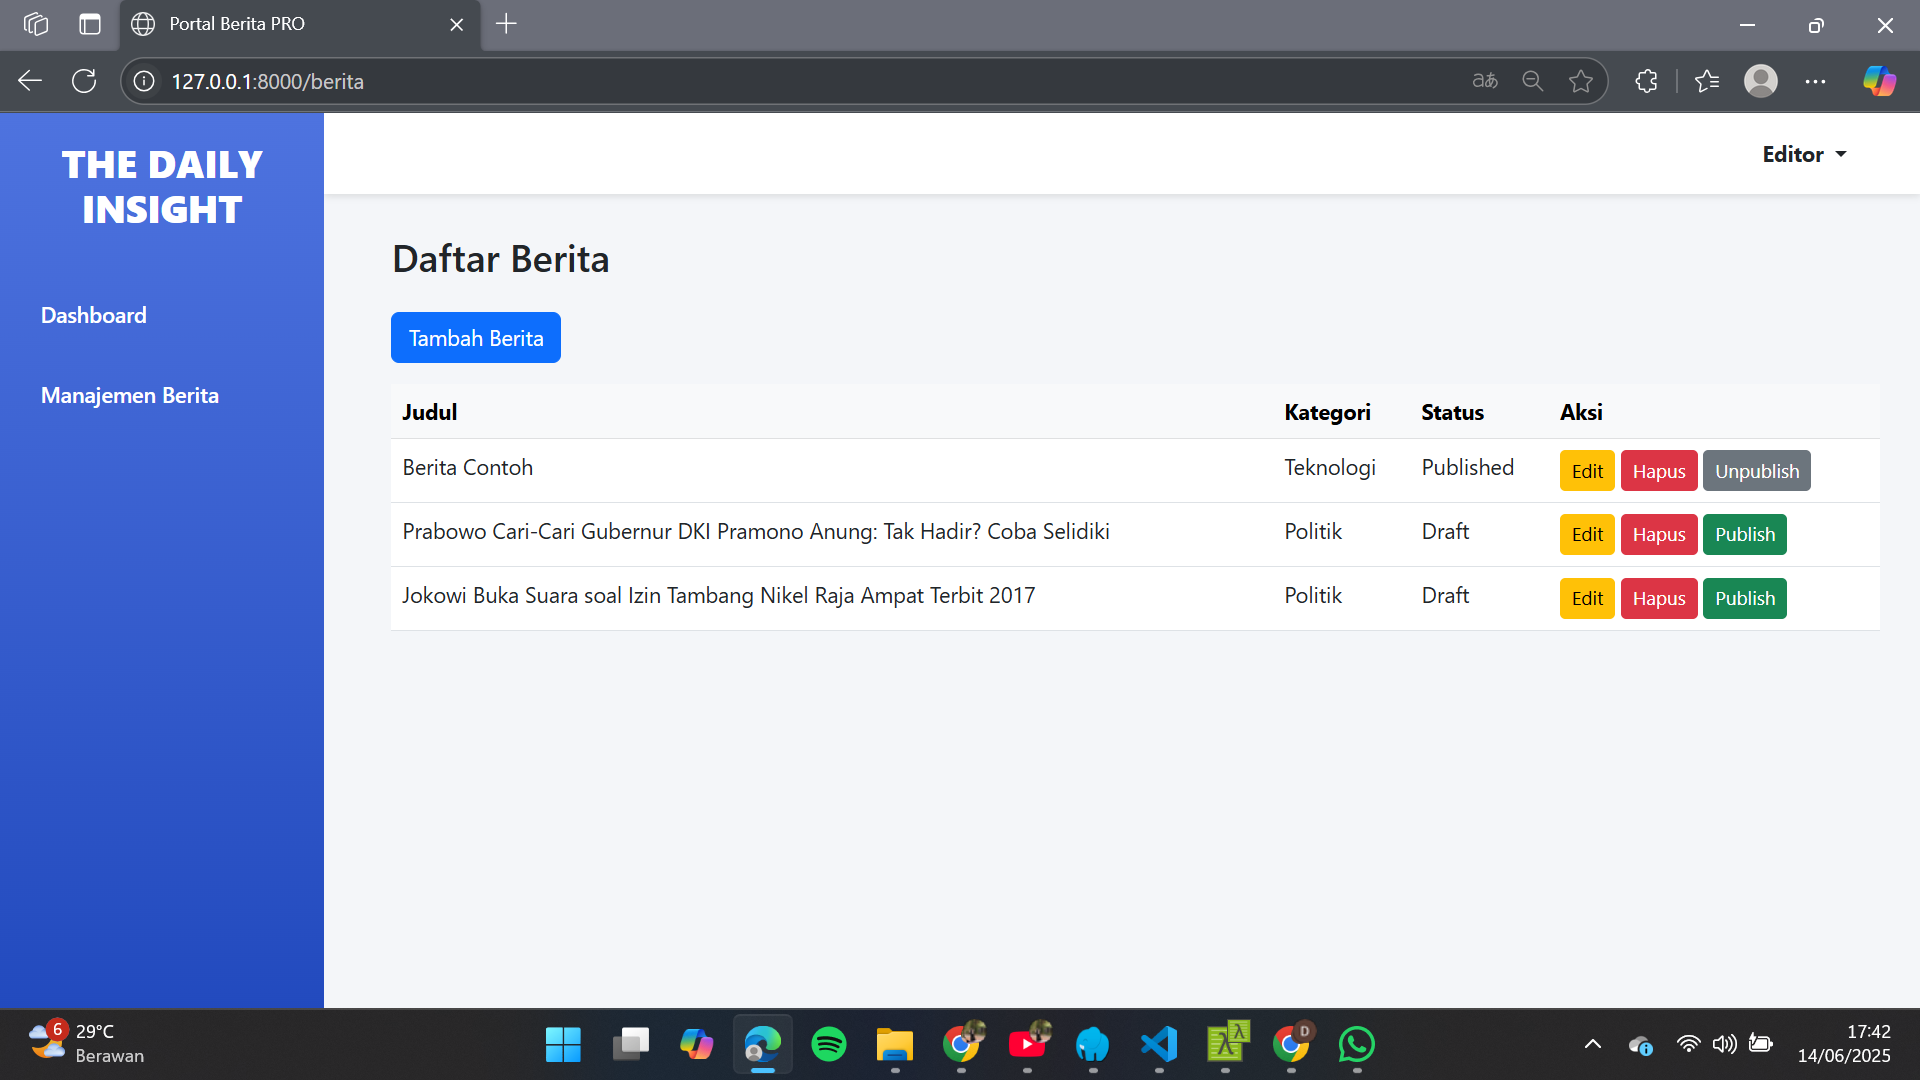 Portal Berita PRO
127.0.0.1:8000/berita
THE DAILY
INSIGHT
Editor
Dashboard
Manajemen Berita
Daftar Berita
Tambah Berita
Judul Kategori Status Aksi
Berita Contoh Teknologi Published Edit Hapus Unpublish
Prabowo Cari-Cari Gubernur DKI Pramono Anung: Tak Hadir? Coba Selidiki Politik Draft Edit Hapus Publish
Jokowi Buka Suara soal Izin Tambang Nikel Raja Ampat Terbit 2017 Politik Draft Edit Hapus Publish
6
29°C
Berawan
D
17:42
14/06/2025